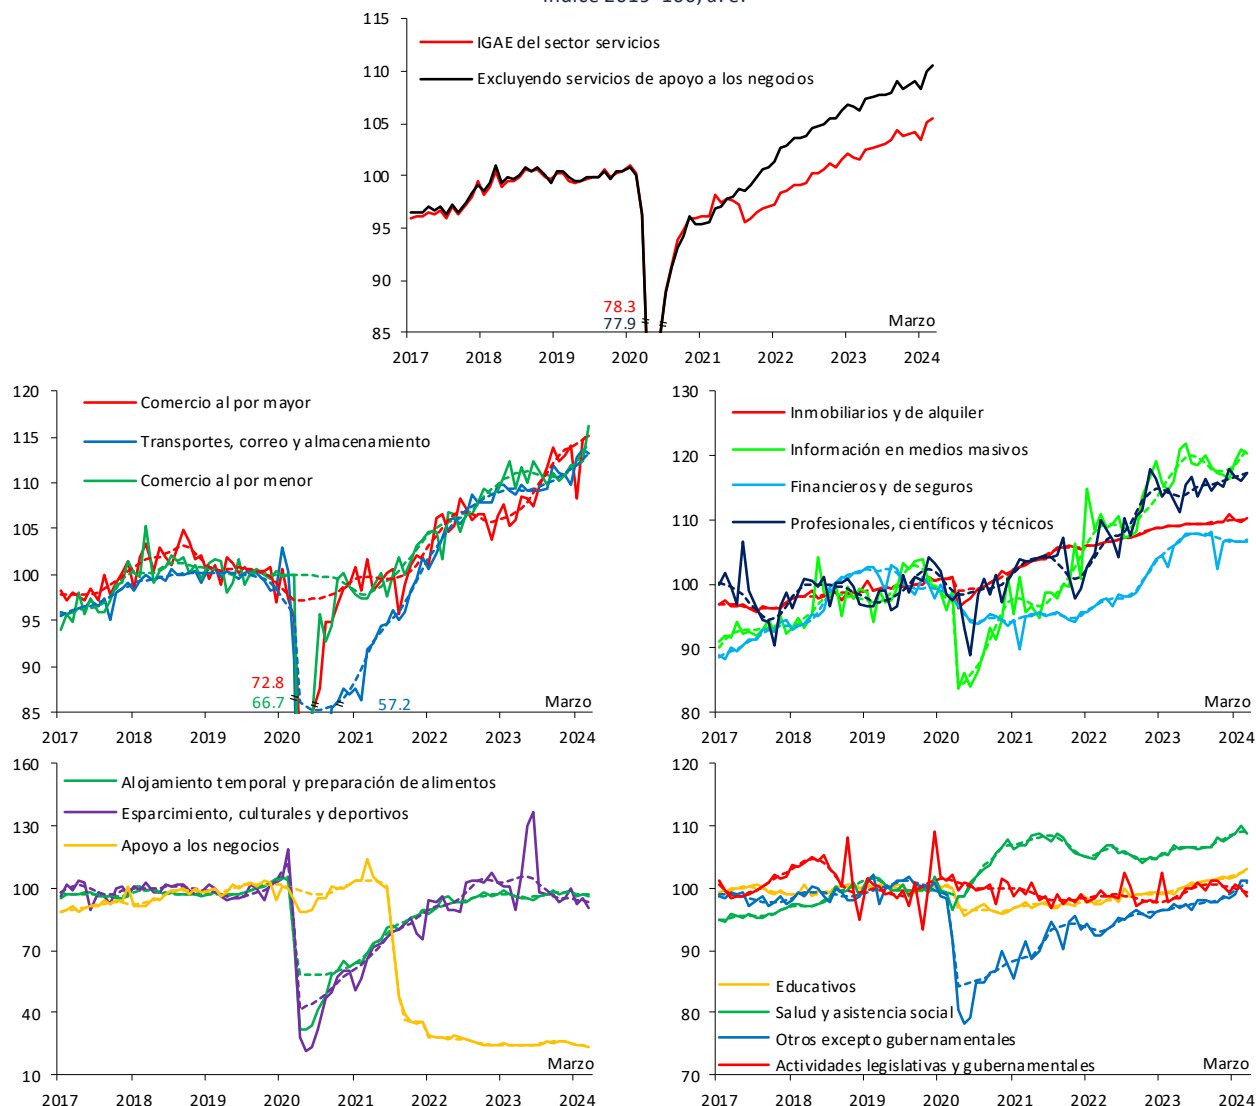 115
110
105
100
95
90
85
IGAE del sector servicios
Excluyendo servicios de apoyo a los negocios
78.3
77.9
Marzo
2017 2018 2019 2020 2021 2022 2023 2024
120
115
110
105
100
95
90
85
Comercio al por mayor
Transportes, correo y almacenamiento
Comercio al por menor
72.8
66.7
57.2
Marzo
2017 2018 2019 2020 2021 2022 2023 2024
130
120
110
100
90
80
Inmobiliarios y de alquiler
Información en medios masivos
Financieros y de seguros
Profesionales, científicos y técnicos
Marzo
2017 2018 2019 2020 2021 2022 2023 2024
160
130
100
70
40
10
Alojamiento temporal y preparación de alimentos
Esparcimiento, culturales y deportivos
Apoyo a los negocios
Marzo
2017 2018 2019 2020 2021 2022 2023 2024
120
110
100
90
80
70
Educativos
Salud y asistencia social
Otros excepto gubernamentales
Actividades legislativas y gubernamentales
Marzo
2017 2018 2019 2020 2021 2022 2023 2024